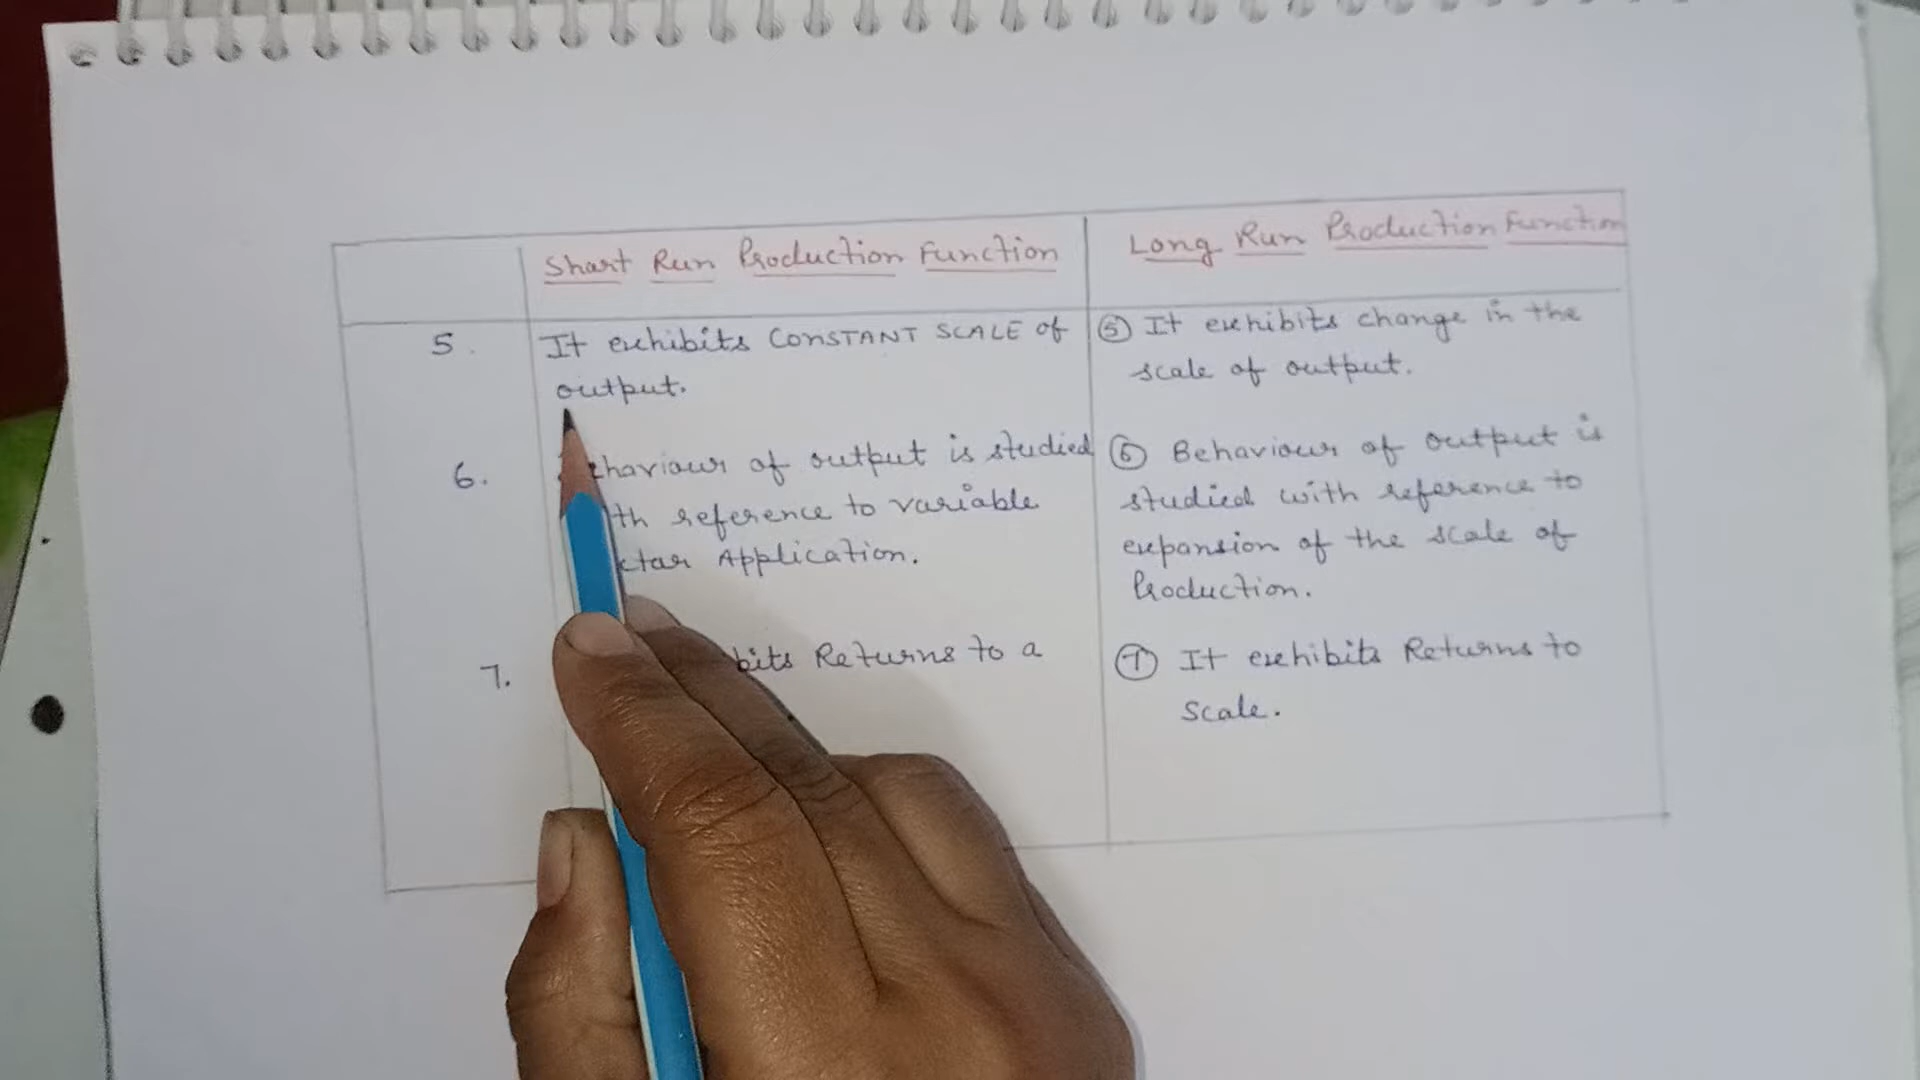 Short Run Production Function
Long Run Production Function
5.
It exhibits CONSTANT SCALE of
output.
⑤ It exhibits change in the
scale of output.
6.
haviour of output is studied
th reference to variable
ctor Application.
⑥ Behaviour of output is
studied with reference to
expansion of the scale of
Production.
7.
bits Returns to a
⑦ It exhibits Returns to
scale.